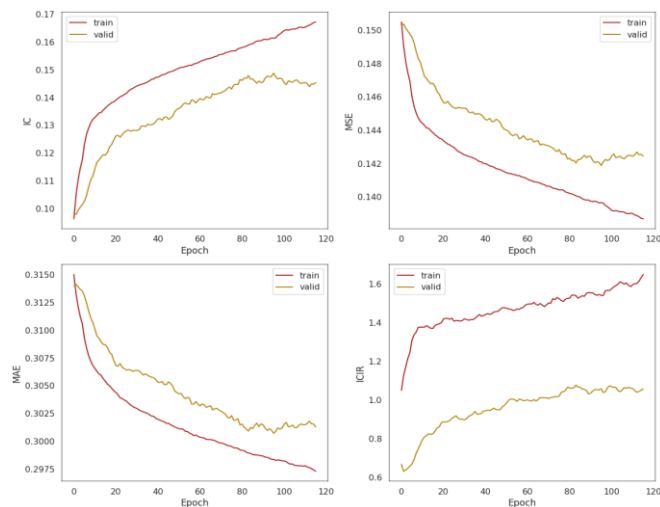 0.17
0.16
0.15
0.14
0.13
0.12
0.11
0.10
IC
train
valid
0 20 40 60 80 100 120
Epoch
0.150
0.148
0.146
0.144
0.142
0.140
MSE
train
valid
0 20 40 60 80 100 120
Epoch
0.3150
0.3125
0.3100
0.3075
0.3050
0.3025
0.3000
0.2975
MAE
train
valid
0 20 40 60 80 100 120
Epoch
1.6
1.4
1.2
1.0
0.8
0.6
ICIR
train
valid
0 20 40 60 80 100 120
Epoch